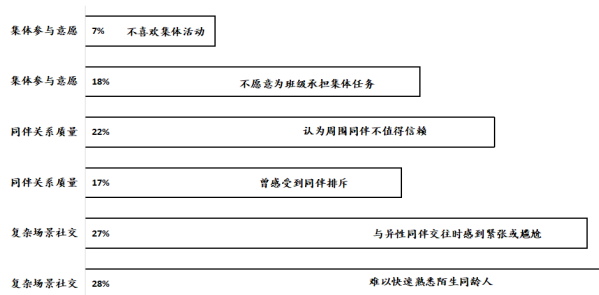 集体参与意愿 7% 不喜欢集体活动
集体参与意愿 18% 不愿意为班级承担集体任务
同伴关系质量 22% 认为周围同伴不值得信赖
同伴关系质量 17% 曾感受到同伴排斥
复杂场景社交 27% 与异性同伴交往时感到紧张或尴尬
复杂场景社交 28% 难以快速熟悉陌生同龄人